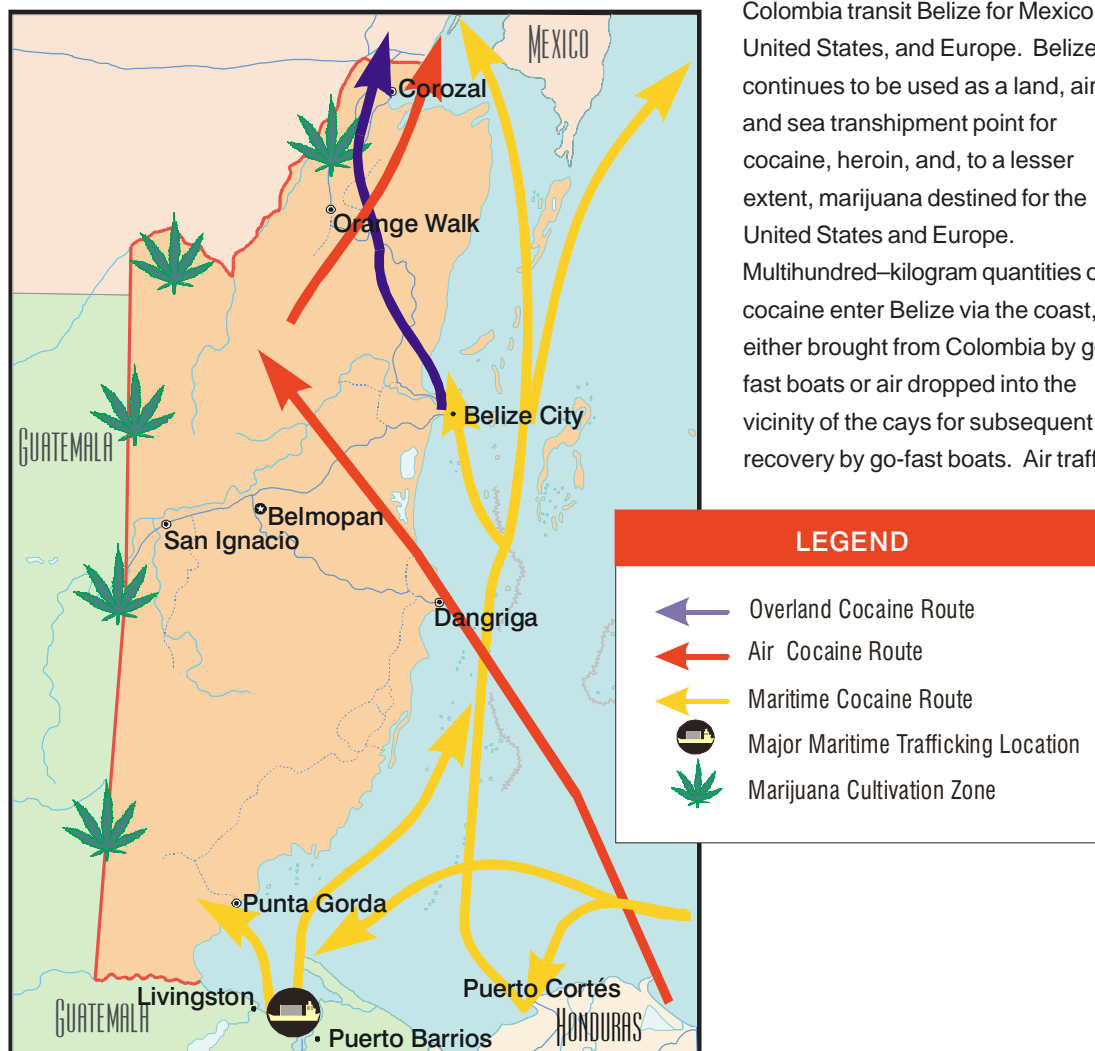 Colombia transit Belize for Mexico
United States, and Europe. Belize
continues to be used as a land, air
and sea transhipment point for
cocaine, heroin, and, to a lesser
extent, marijuana destined for the
United States and Europe.
Multihundred–kilogram quantities
cocaine enter Belize via the coast,
either brought from Colombia by
fast boats or air dropped into the
vicinity of the cays for subsequent
recovery by go-fast boats. Air
MEXICO
Corozal
Orange Walk
Belize City
GUATEMALA
Belmopan
San Ignacio
Dangriga
Punta Gorda
Livingston
Puerto Cortés
GUATEMALA
HONDURAS
Puerto Barrios
LEGEND
Overland Cocaine Route
Air Cocaine Route
Maritime Cocaine Route
Major Maritime Trafficking Location
Marijuana Cultivation Zone